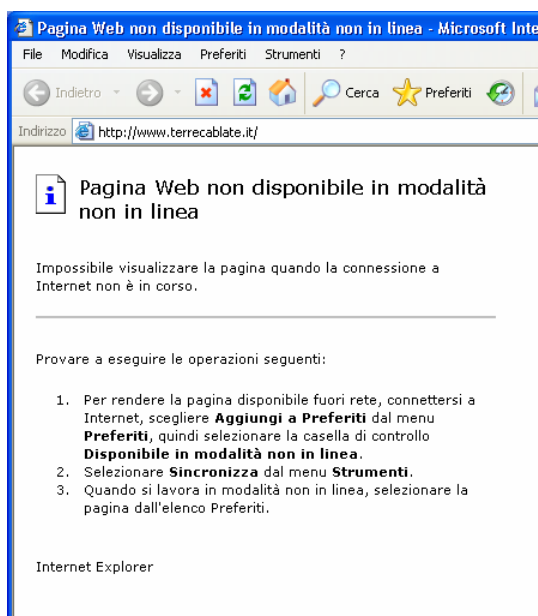 Pagina Web non disponibile in modalità non in linea - Microsoft Inte
File Modifica Visualizza Preferiti Strumenti ?
Indietro Cerca Preferiti
Indirizzo http://www.terrecablate.it/
Pagina Web non disponibile in modalità
non in linea
Impossibile visualizzare la pagina quando la connessione a
Internet non è in corso.
Provare a eseguire le operazioni seguenti:
1. Per rendere la pagina disponibile fuori rete, connettersi a
Internet, scegliere Aggiungi a Preferiti dal menu
Preferiti, quindi selezionare la casella di controllo
Disponibile in modalità non in linea.
2. Selezionare Sincronizza dal menu Strumenti.
3. Quando si lavora in modalità non in linea, selezionare la
pagina dall'elenco Preferiti.
Internet Explorer